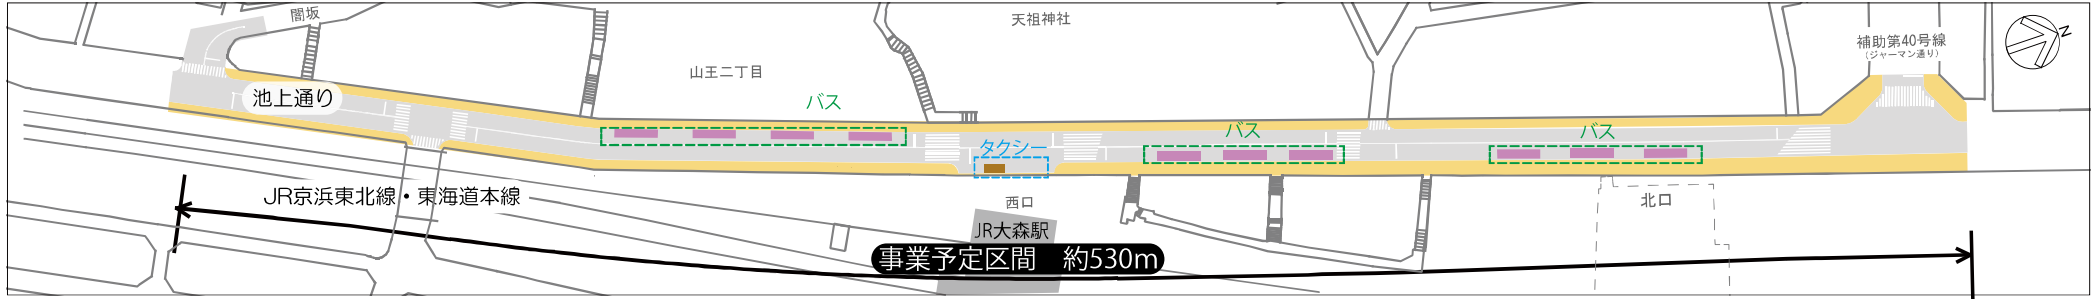 闇坂
天祖神社
補助第40号線
(ジャーマン通り)
N
山王二丁目
池上通り
バス
バス
バス
タクシー
JR京浜東北線・東海道本線
西口
北口
JR大森駅
事業予定区間　約530m